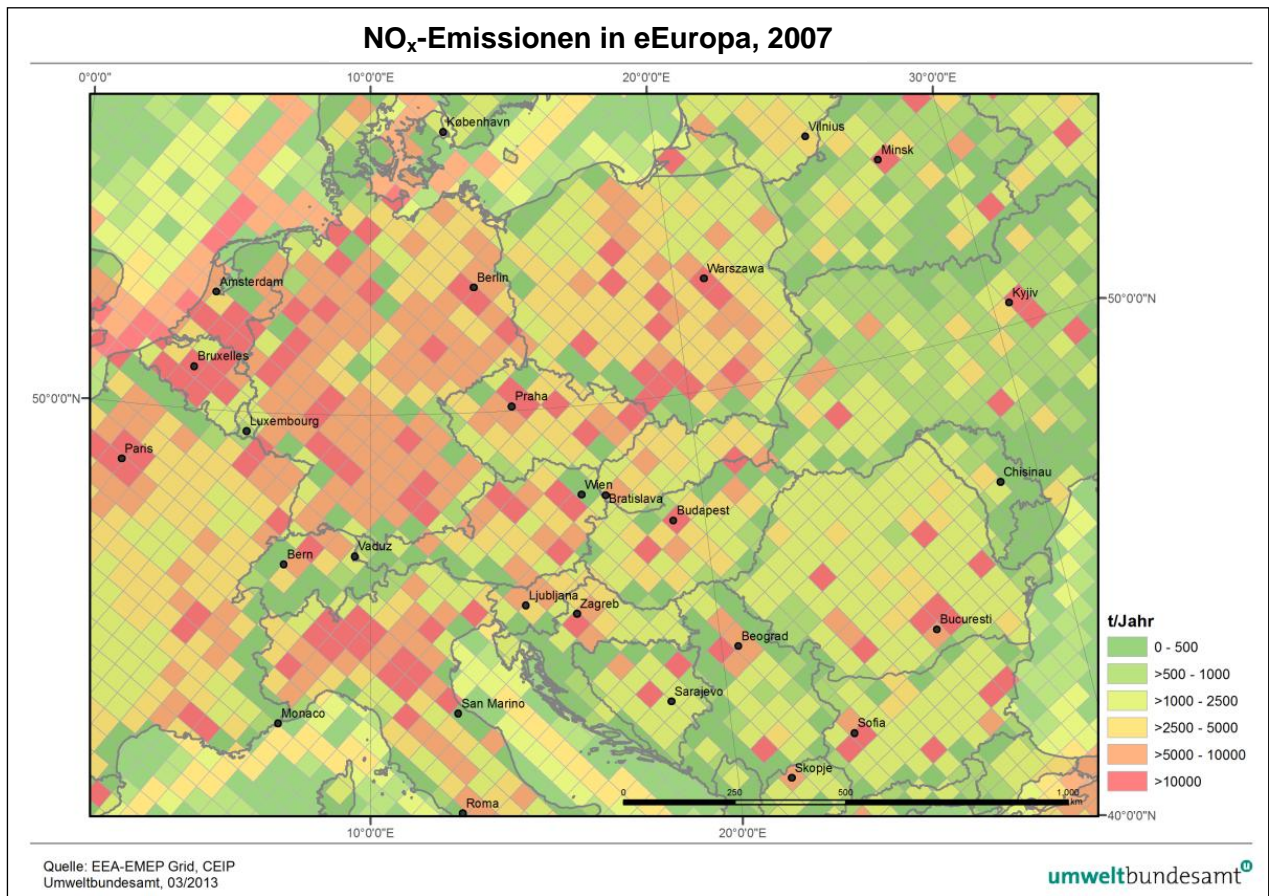 NOx-Emissionen in eEuropa, 2007
0°0'0" 10°0'0"E 20°0'0"E 30°0'0"E
København
Vilnius
Minsk
Amsterdam
Berlin
Warszawa
Kyjiv
50°0'0"N
Bruxelles
50°0'0"N
Praha
Luxembourg
Paris
Chisinau
Wien
Bratislava
Budapest
Bern
Vaduz
Ljubljana
Zagreb
Bucuresti
Beograd
Sarajevo
San Marino
Monaco
Sofia
Skopje
Roma
t/Jahr
0 - 500
>500 - 1000
>1000 - 2500
>2500 - 5000
>5000 - 10000
>10000
0 250 500 1.000
km
40°0'0"N
10°0'0"E 20°0'0"E
Quelle: EEA-EMEP Grid, CEIP
Umweltbundesamt, 03/2013
umweltbundesamt